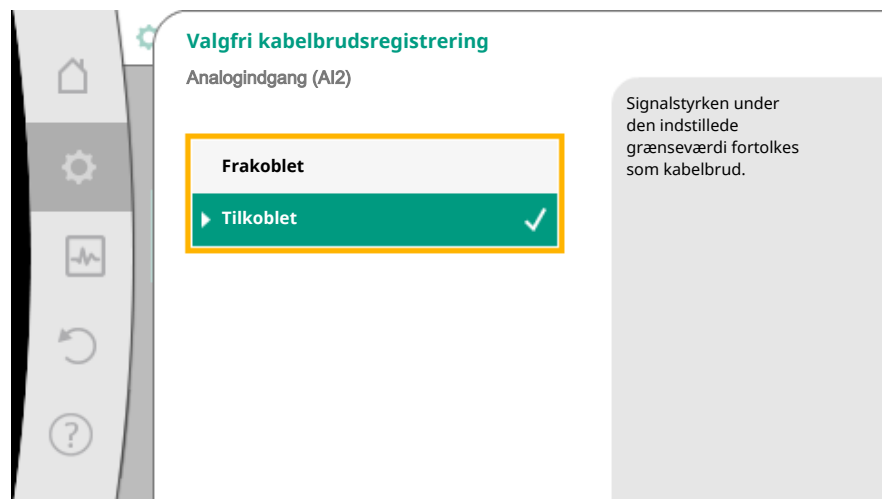 Valgfri kabelbrudsregistrering
Analogindgang (AI2)
Frakoblet
Tilkoblet
Signalstyrken under
den indstillede
grænseværdi fortolkes
som kabelbrud.
?